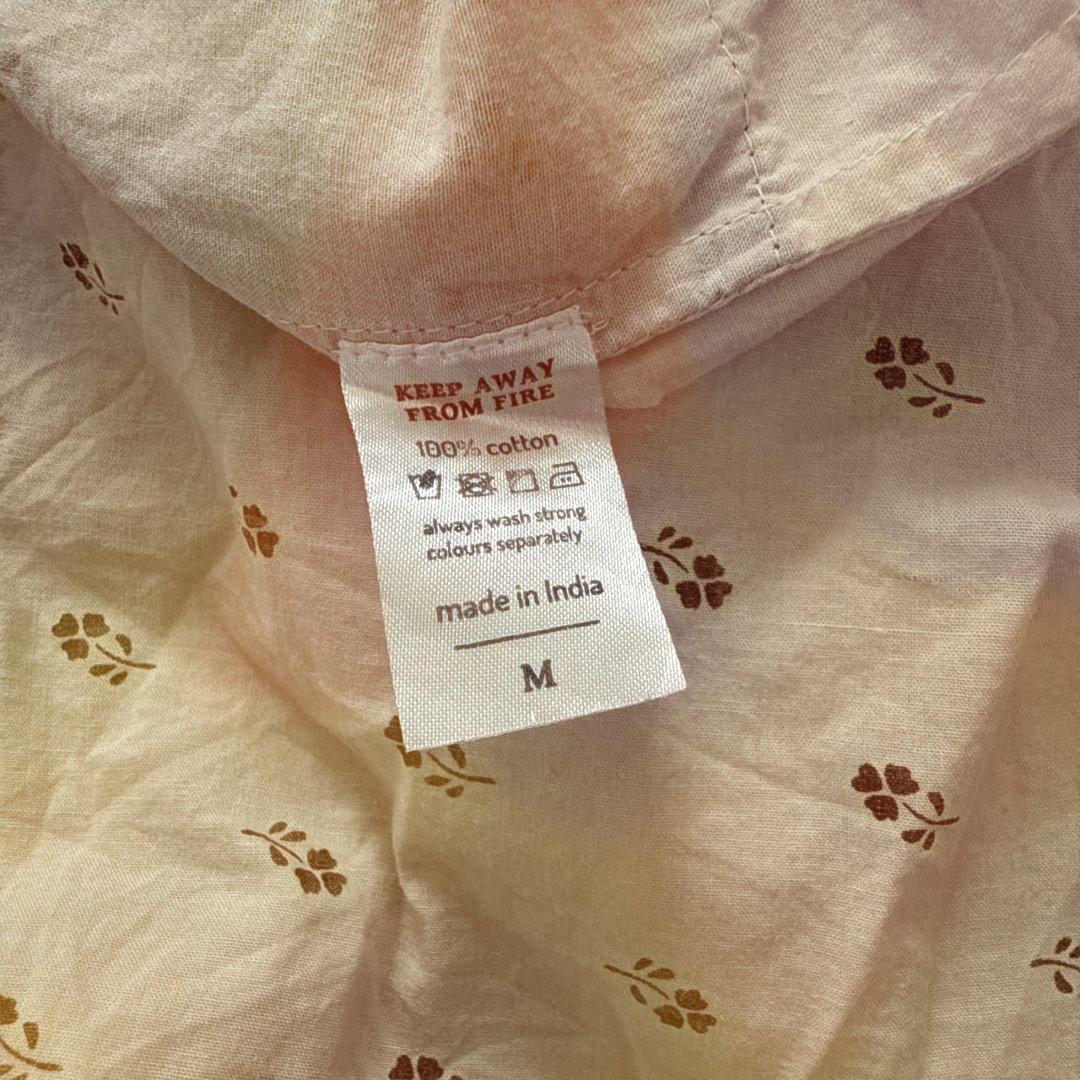 KEEP AWAY
FROM FIRE
100% cotton
always wash strong
colours separately
made in India
M